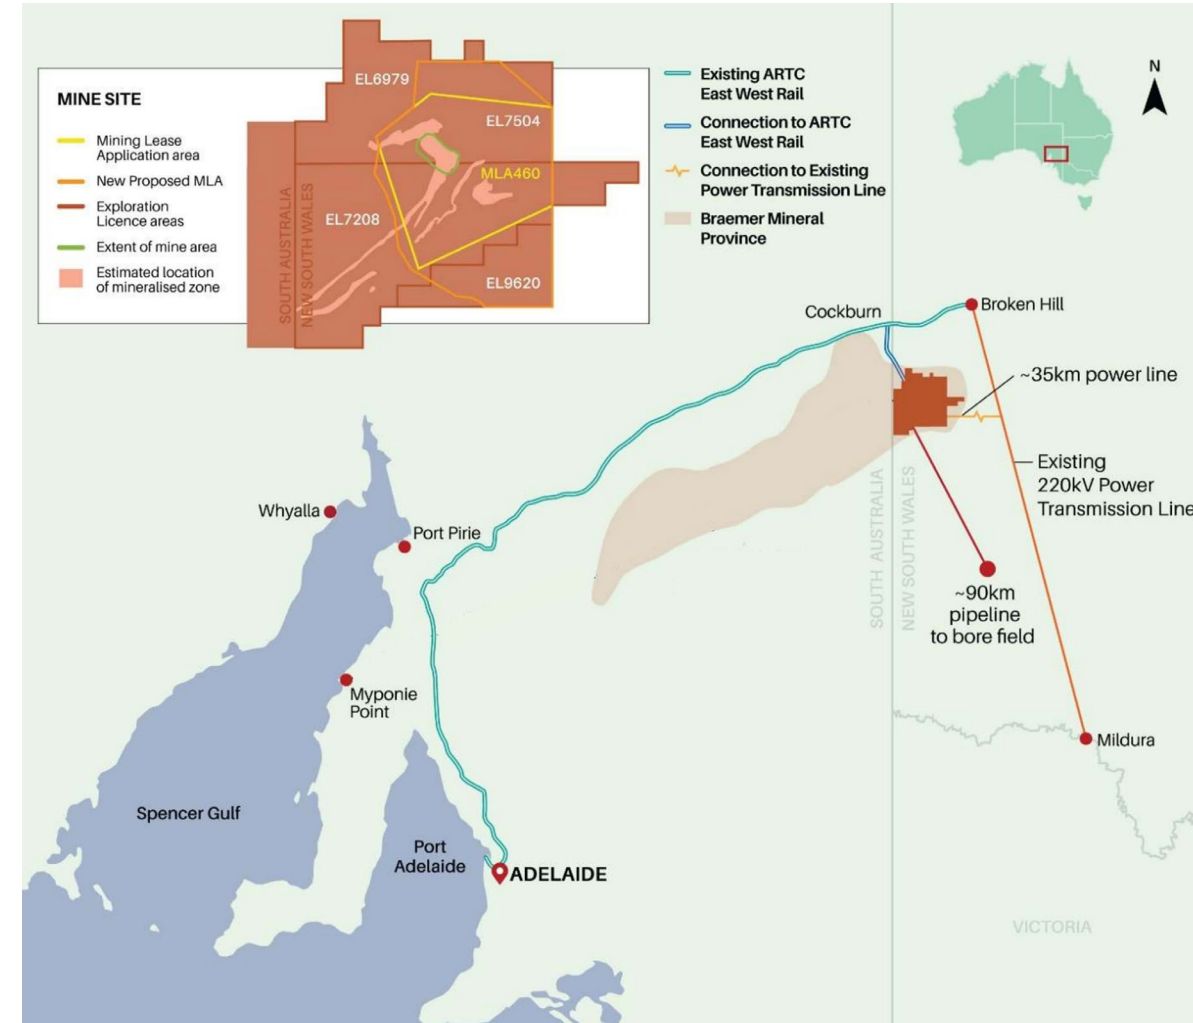 MINE SITE
Mining Lease
Application area
New Proposed MLA
Exploration
Licence areas
Extent of mine area
Estimated location
of mineralised zone
EL6979
EL7504
MLA460
EL7208
EL9620
SOUTH AUSTRALIA
NEW SOUTH WALES
Existing ARTC
East West Rail
Connection to ARTC
East West Rail
Connection to Existing
Power Transmission Line
Braemer Mineral
Province
N
Cockburn
Broken Hill
~35km power line
Existing
220kV Power
Transmission Line
Whyalla
Port Pirie
SOUTH AUSTRALIA
NEW SOUTH WALES
~90km
pipeline
to bore field
Myponie
Point
Mildura
Spencer Gulf
Port
Adelaide
ADELAIDE
VICTORIA